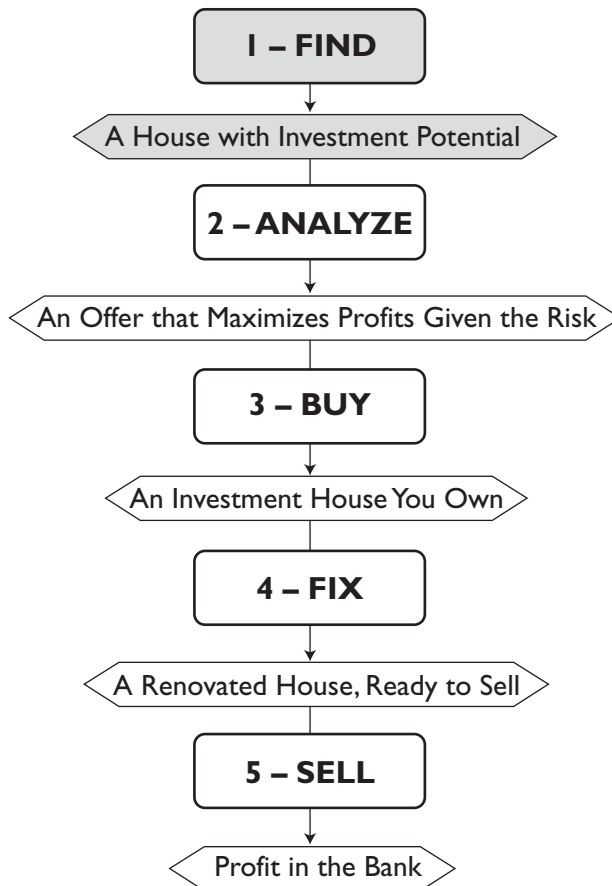 1 – FIND
A House with Investment Potential
2 – ANALYZE
An Offer that Maximizes Profits Given the Risk
3 – BUY
An Investment House You Own
4 – FIX
A Renovated House, Ready to Sell
5 – SELL
Profit in the Bank